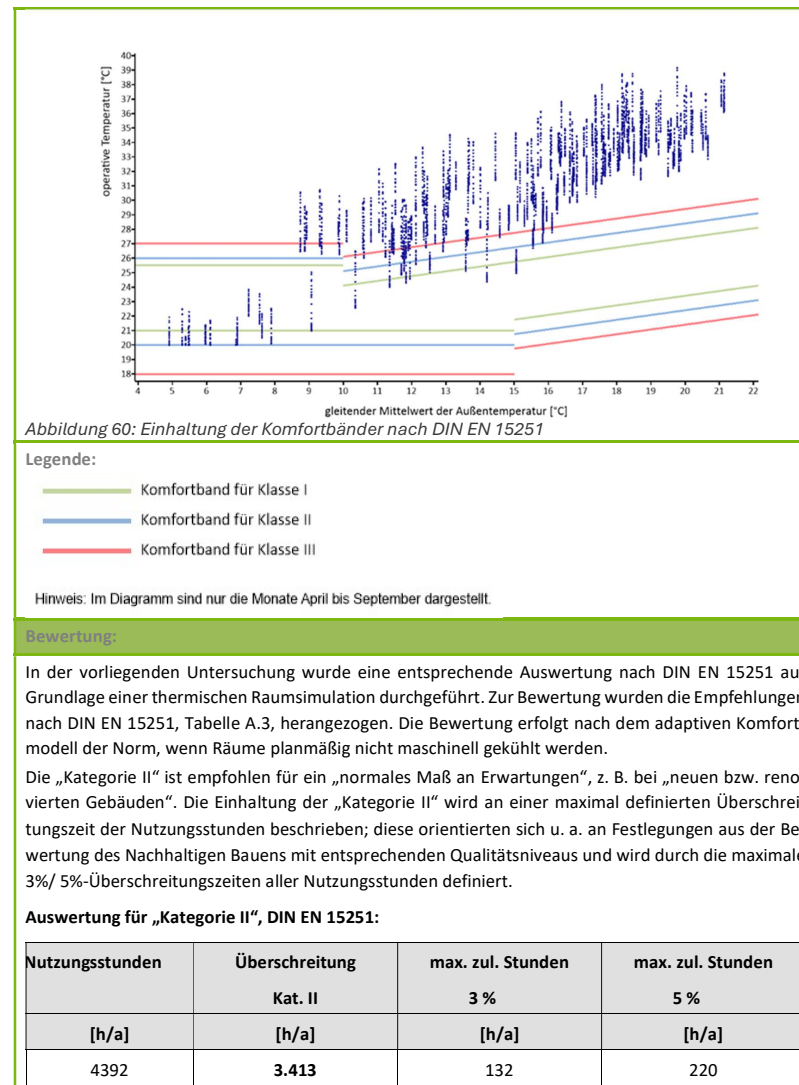 operative Temperatur [°C]
40
39
38
37
36
35
34
33
32
31
30
29
28
27
26
25
24
23
22
21
20
19
18
4 5 6 7 8 9 10 11 12 13 14 15 16 17 18 19 20 21 22
gleitender Mittelwert der Außentemperatur [°C]
Abbildung 60: Einhaltung der Komfortbänder nach DIN EN 15251
Legende:
Komfortband für Klasse I
Komfortband für Klasse II
Komfortband für Klasse III
Hinweis: Im Diagramm sind nur die Monate April bis September dargestellt.
Bewertung:
In der vorliegenden Untersuchung wurde eine entsprechende Auswertung nach DIN EN 15251 au
Grundlage einer thermischen Raumsimulation durchgeführt. Zur Bewertung wurden die Empfehlungen
nach DIN EN 15251, Tabelle A.3, herangezogen. Die Bewertung erfolgt nach dem adaptiven Komfort
modell der Norm, wenn Räume planmäßig nicht maschinell gekühlt werden.
Die „Kategorie II“ ist empfohlen für ein „normales Maß an Erwartungen“, z. B. bei „neuen bzw. reno
vierten Gebäuden“. Die Einhaltung der „Kategorie II“ wird an einer maximal definierten Überschrei
tungszeit der Nutzungsstunden beschrieben; diese orientierten sich u. a. an Festlegungen aus der Be
wertung des Nachhaltigen Bauens mit entsprechenden Qualitätsniveaus und wird durch die maximale
3%/ 5%-Überschreitungszeiten aller Nutzungsstunden definiert.
Auswertung für „Kategorie II“, DIN EN 15251:
Nutzungsstunden Überschreitung max. zul. Stunden max. zul. Stunden
Kat. II 3 % 5 %
[h/a] [h/a] [h/a] [h/a]
4392 3.413 132 220